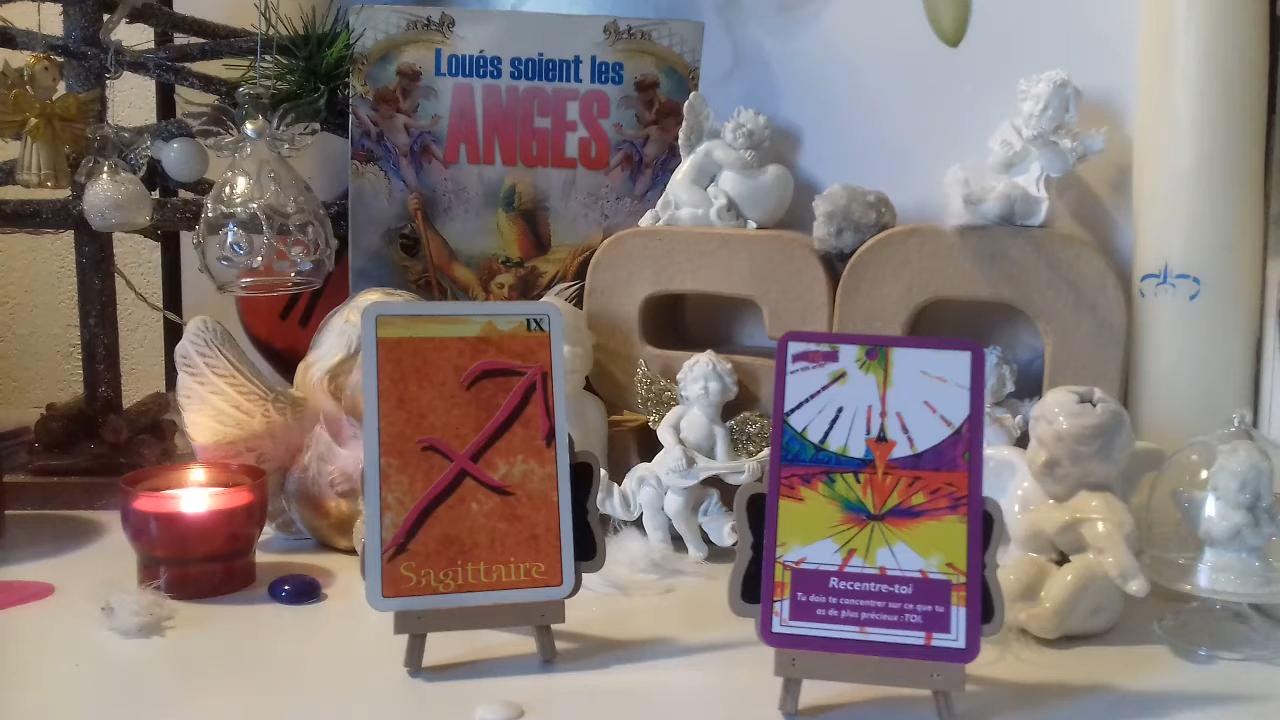 Loués soient les
ANGES
IX
Sagittaire
Recentre-toi
Tu dois te concentrer sur ce que tu
as de plus précieux :TOI.